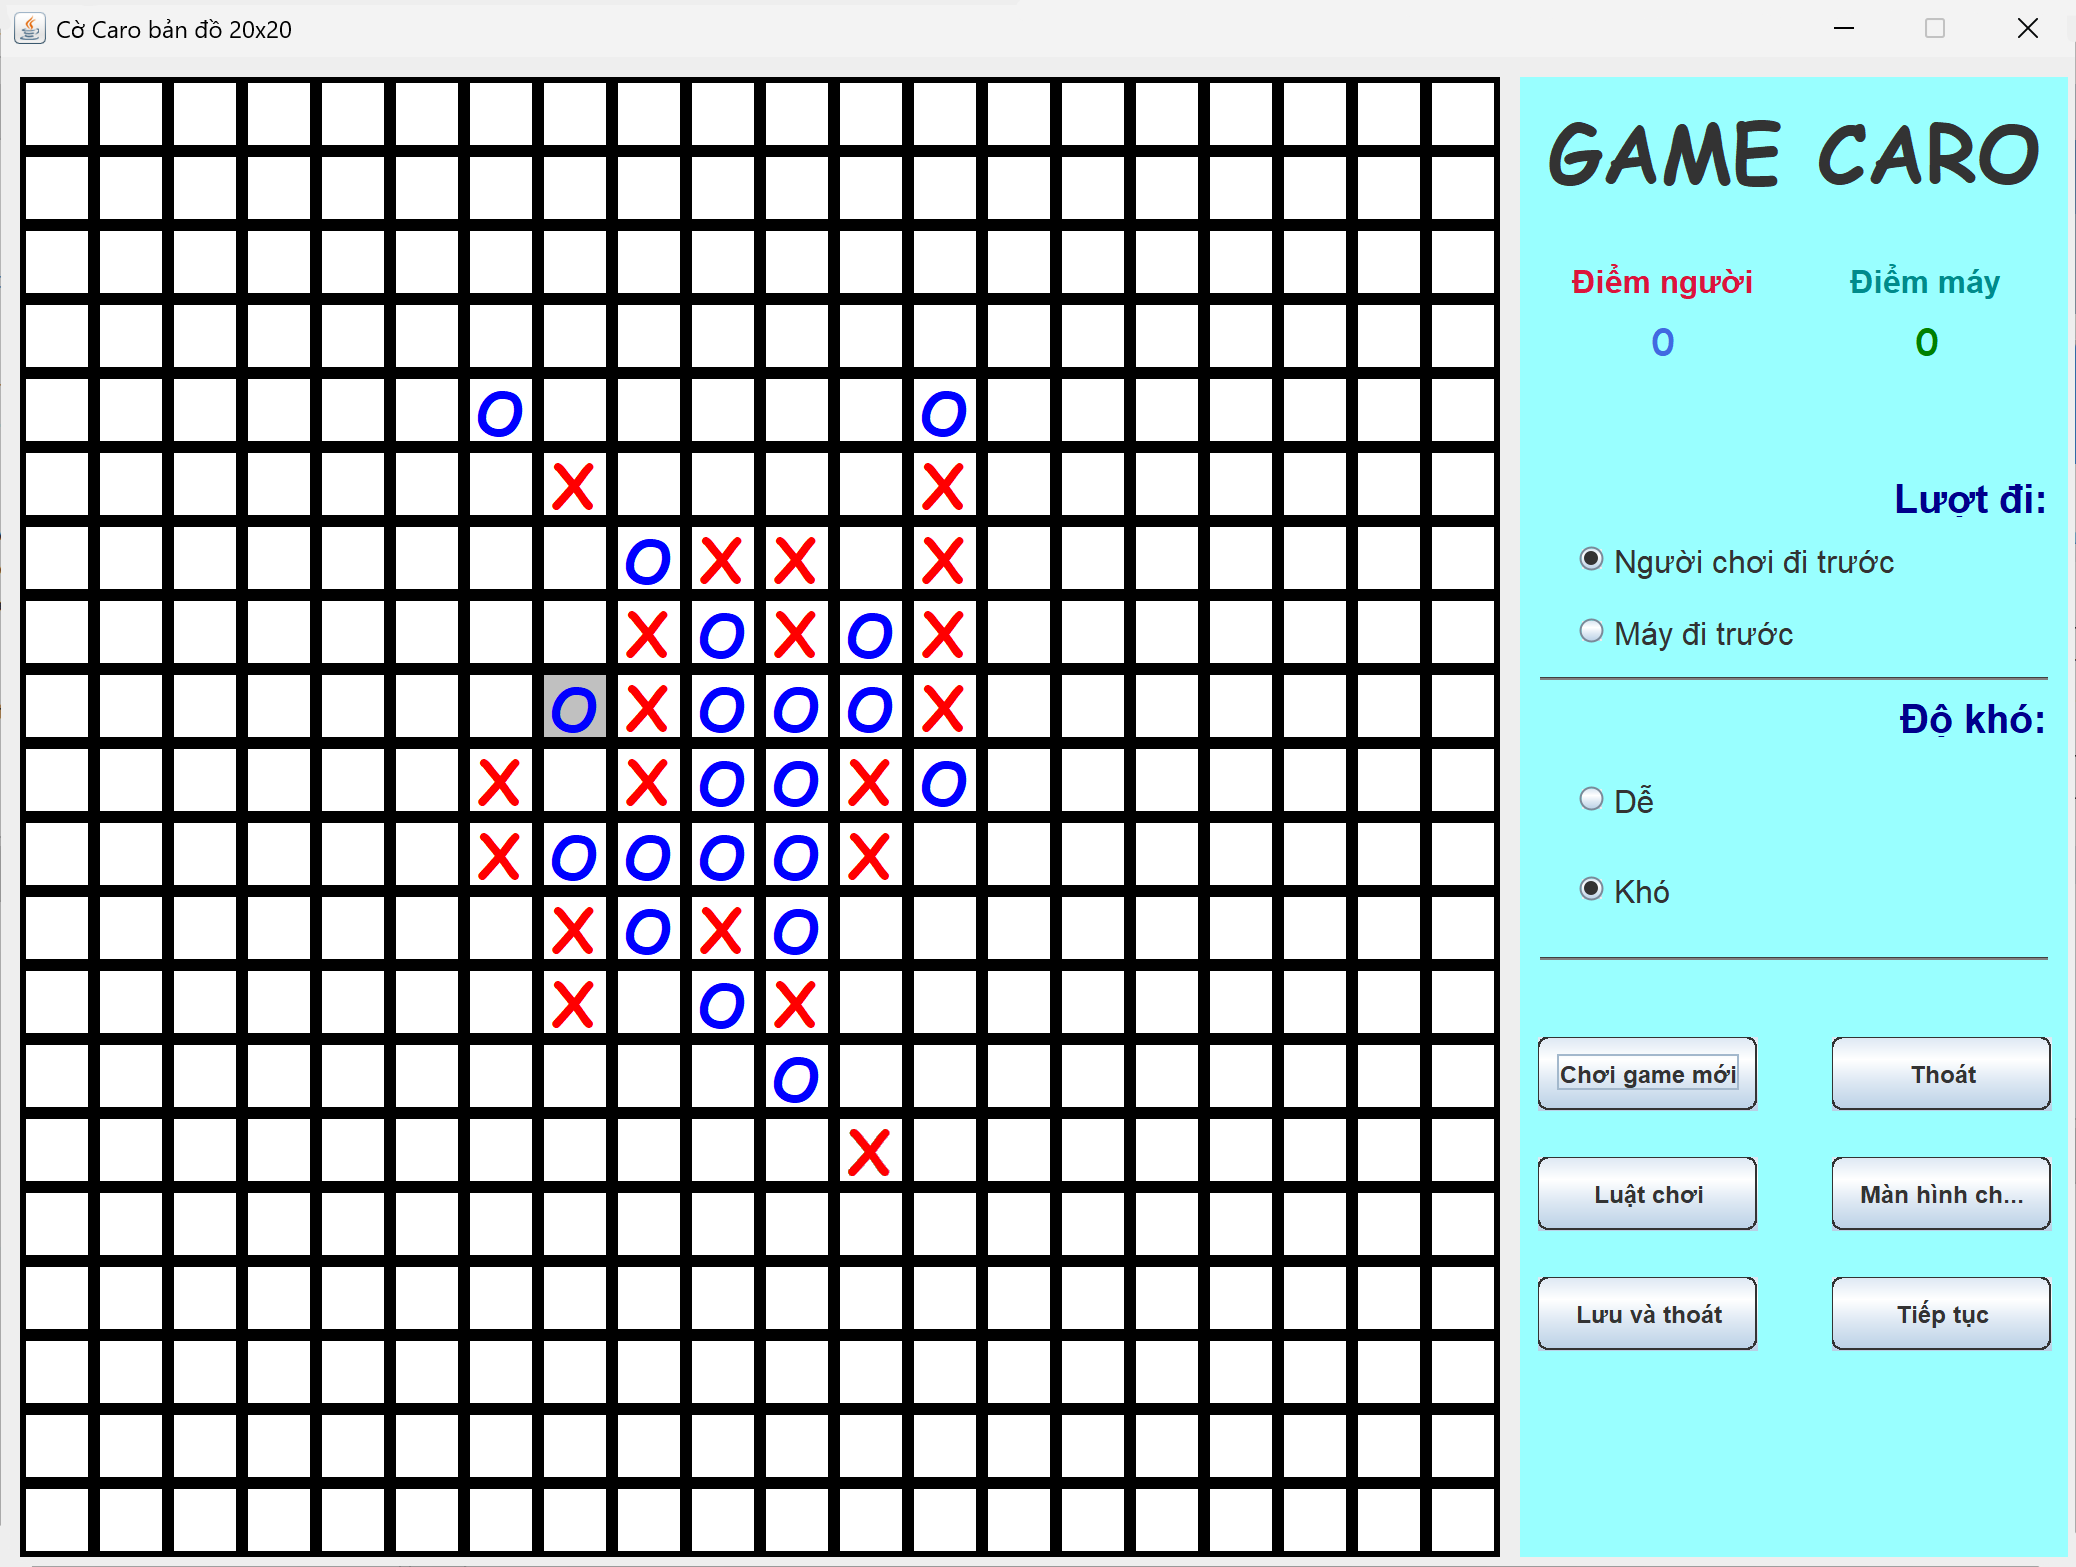 Cờ Caro bản đồ 20x20
O O
X X
O X X X
X O X O X
O X O O O X
X X O O X O
X O O O O X
X O X O
X O X
O
X
GAME CARO
Điểm người Điểm máy
0 0
Lượt đi:
Người chơi đi trước
Máy đi trước
Độ khó:
Dễ
Khó
Chơi game mới Thoát
Luật chơi Màn hình ch...
Lưu và thoát Tiếp tục